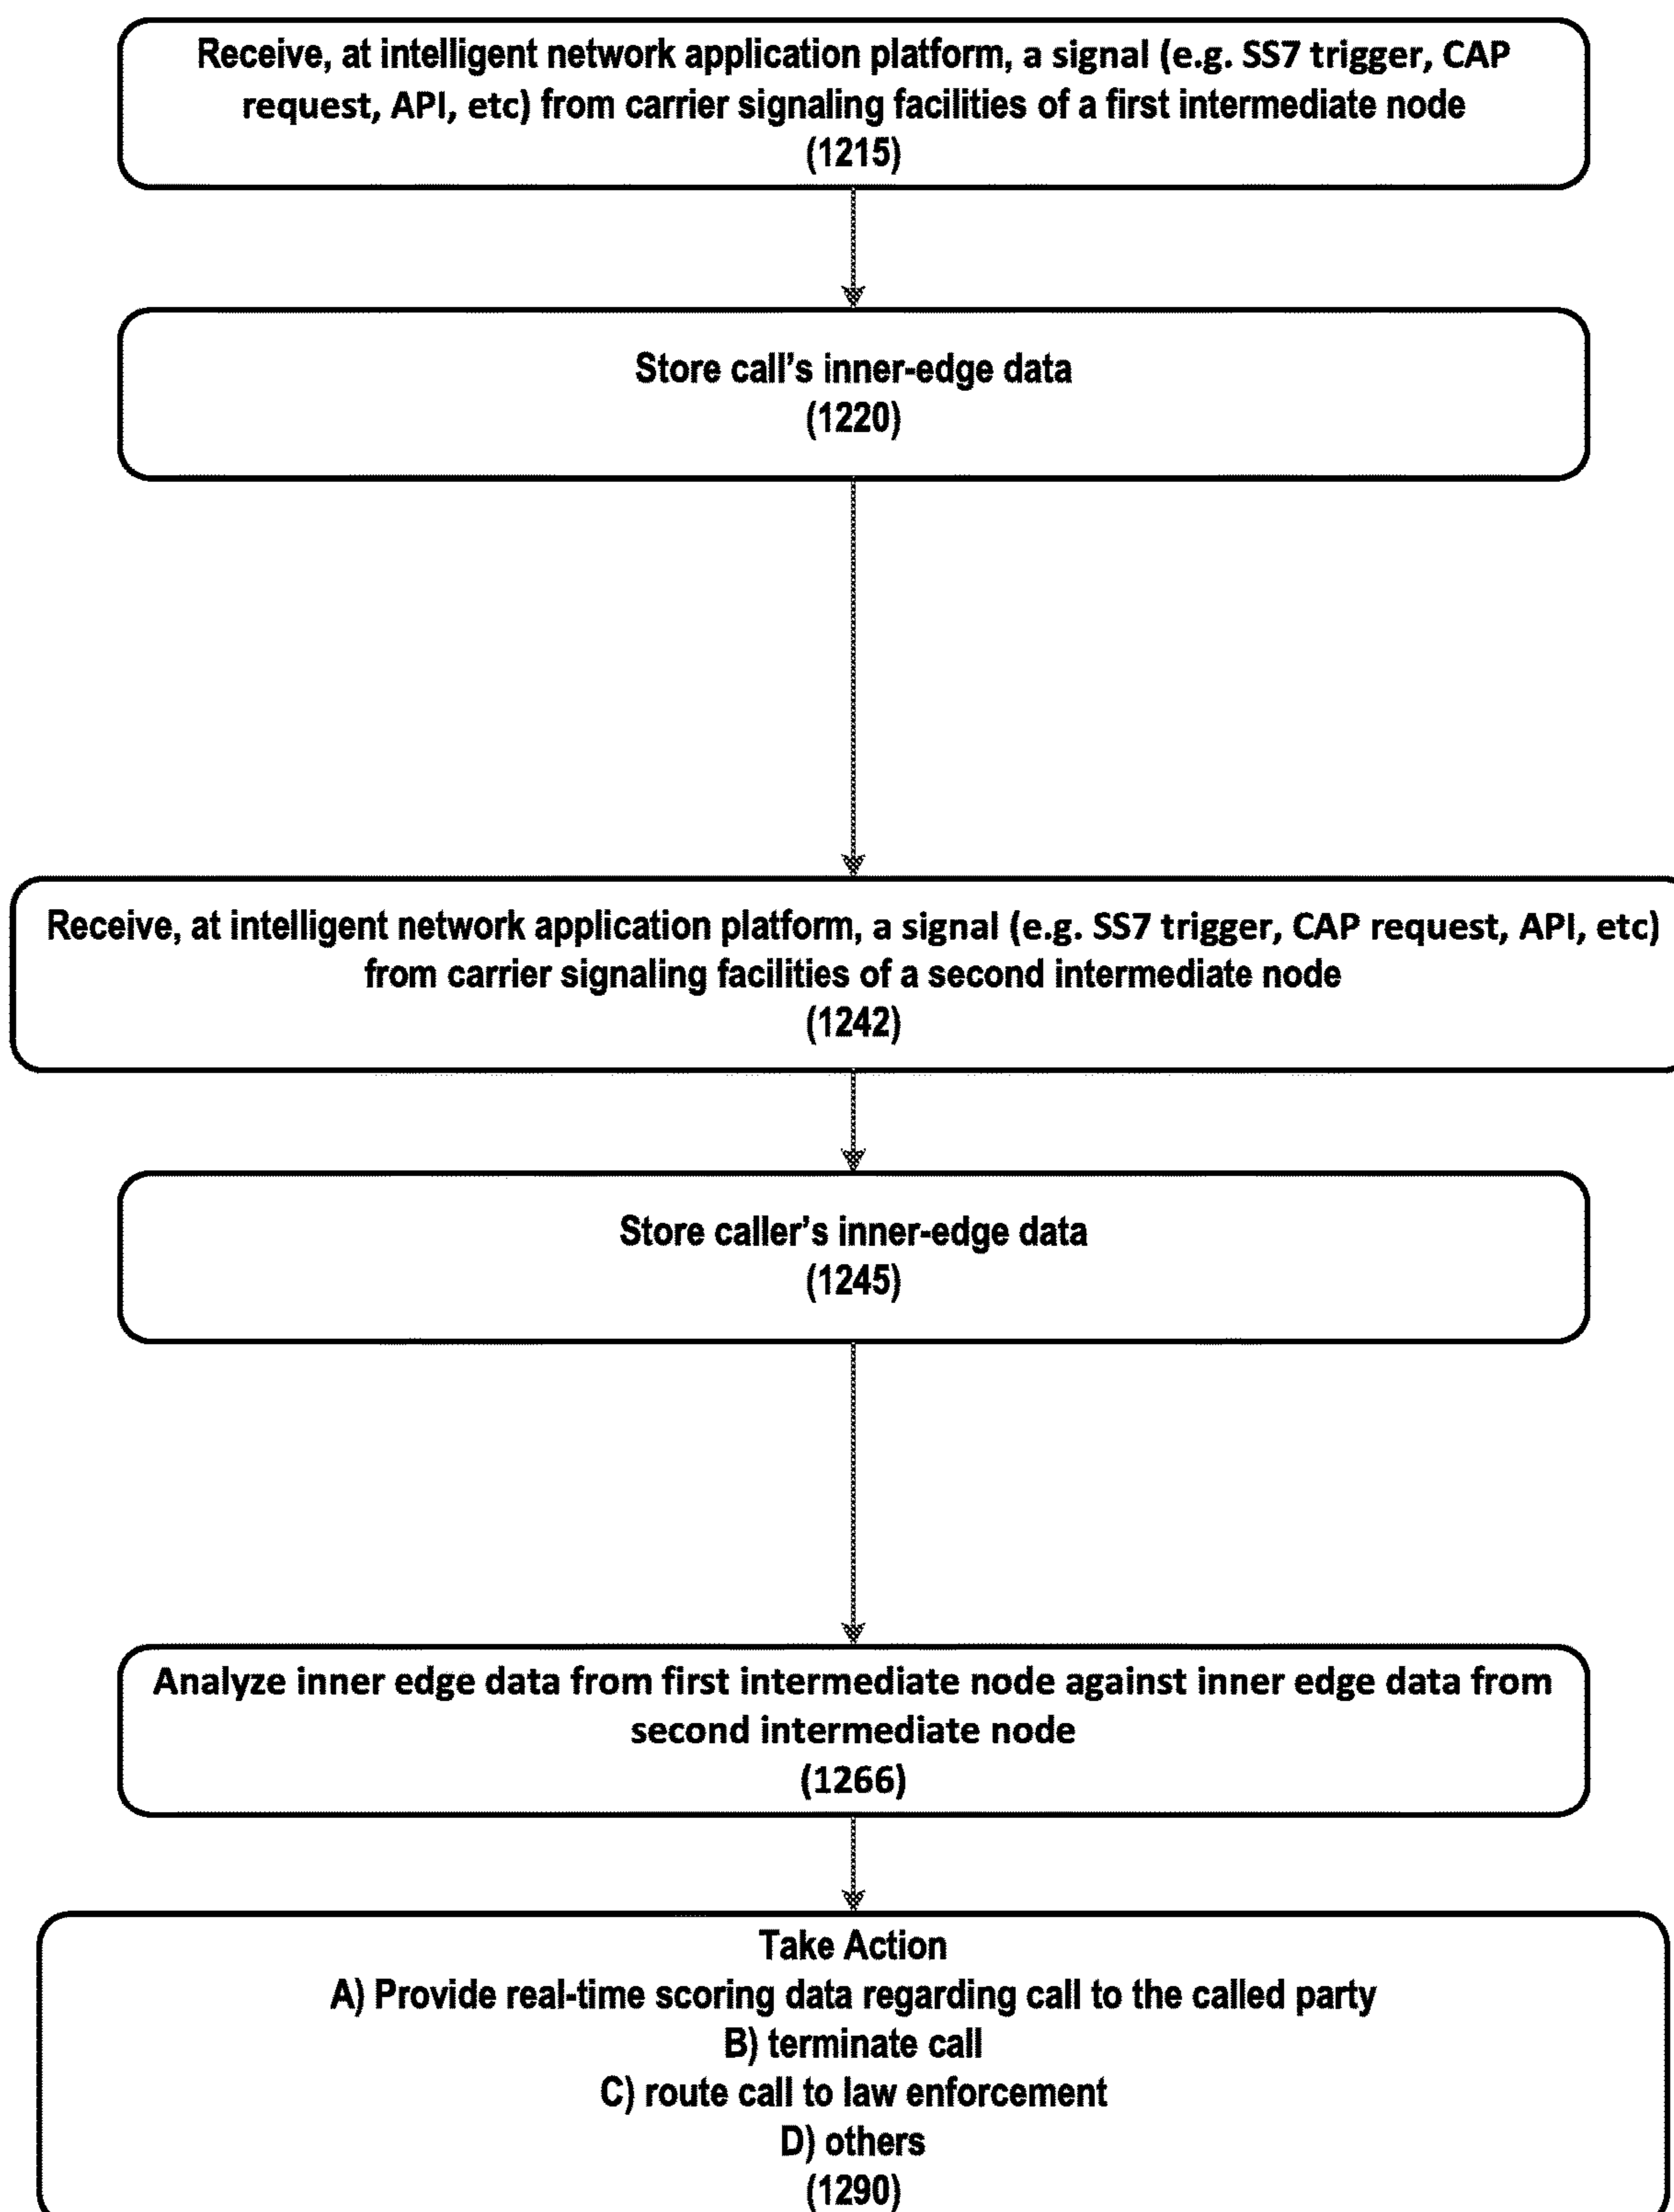 Receive, at intelligent network application platform, a signal (e.g. SS7 trigger, CAP
request, API, etc) from carrier signaling facilities of a first intermediate node
(1215)
Store call's inner-edge data
(1220)
Receive, at intelligent network application platform, a signal (e.g. SS7 trigger, CAP request, API, etc)
from carrier signaling facilities of a second intermediate node
(1242)
Store caller's inner-edge data
(1245)
Analyze inner edge data from first intermediate node against inner edge data from
second intermediate node
(1266)
Take Action
A) Provide real-time scoring data regarding call to the called party
B) terminate call
C) route call to law enforcement
D) others
(1290)